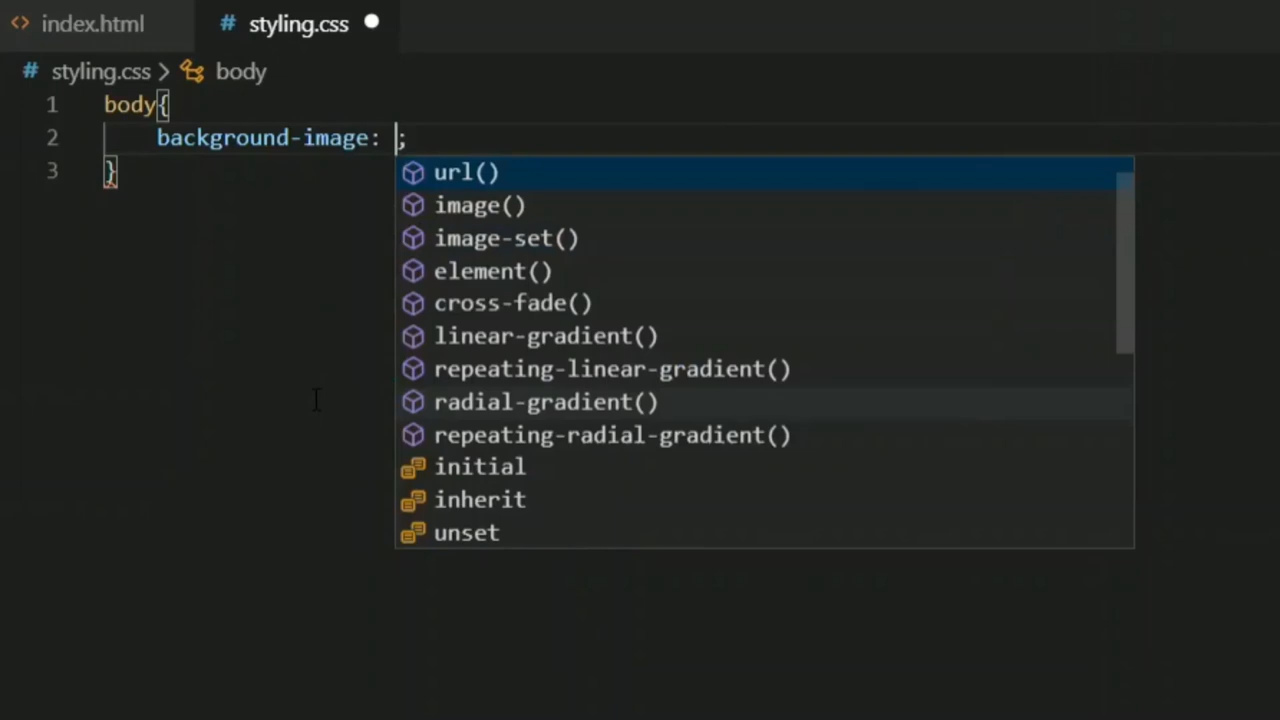 index.html
# styling.css
# styling.css > body
1 body{
2 background-image: ;
3 }
url()
image()
image-set()
element()
cross-fade()
linear-gradient()
repeating-linear-gradient()
radial-gradient()
repeating-radial-gradient()
initial
inherit
unset